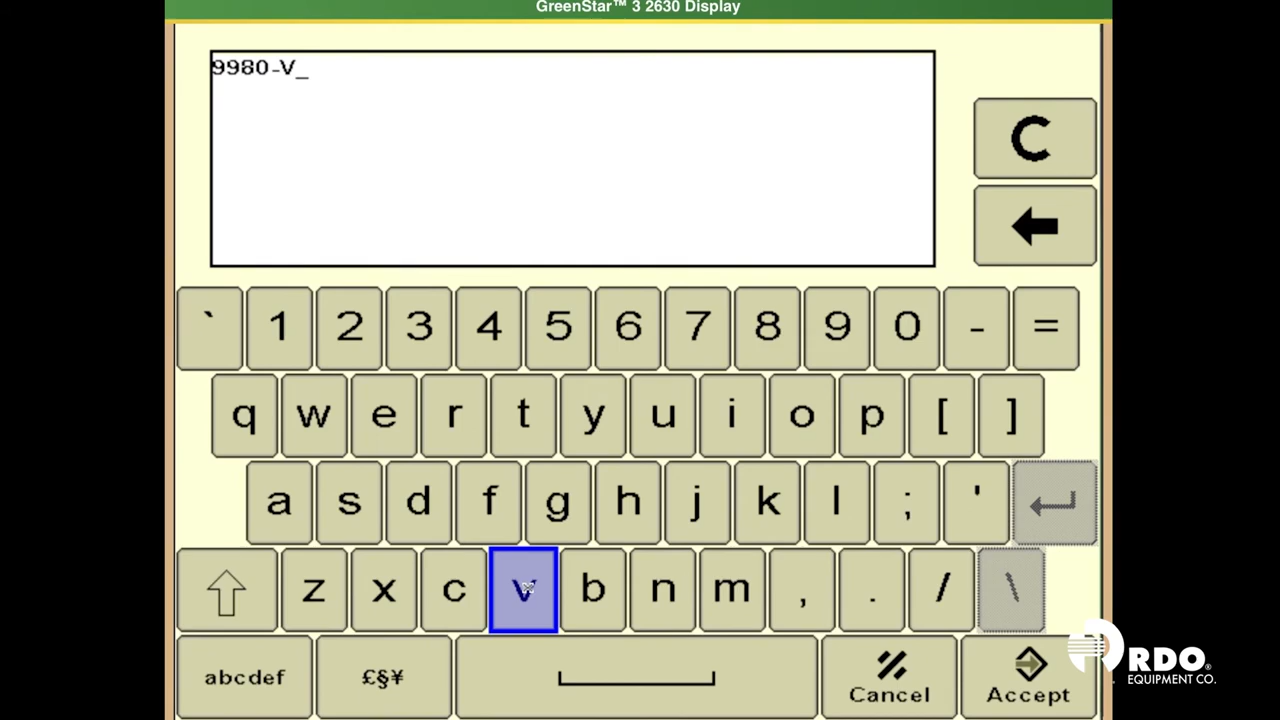 GreenStar™ 3 2630 Display
9980-V_
C
` 1 2 3 4 5 6 7 8 9 0 - =
q w e r t y u i o p [ ]
a s d f g h j k l ; '
z x c v b n m , . / \
abcdef £§¥ Cancel Accept
RDO®
EQUIPMENT CO.